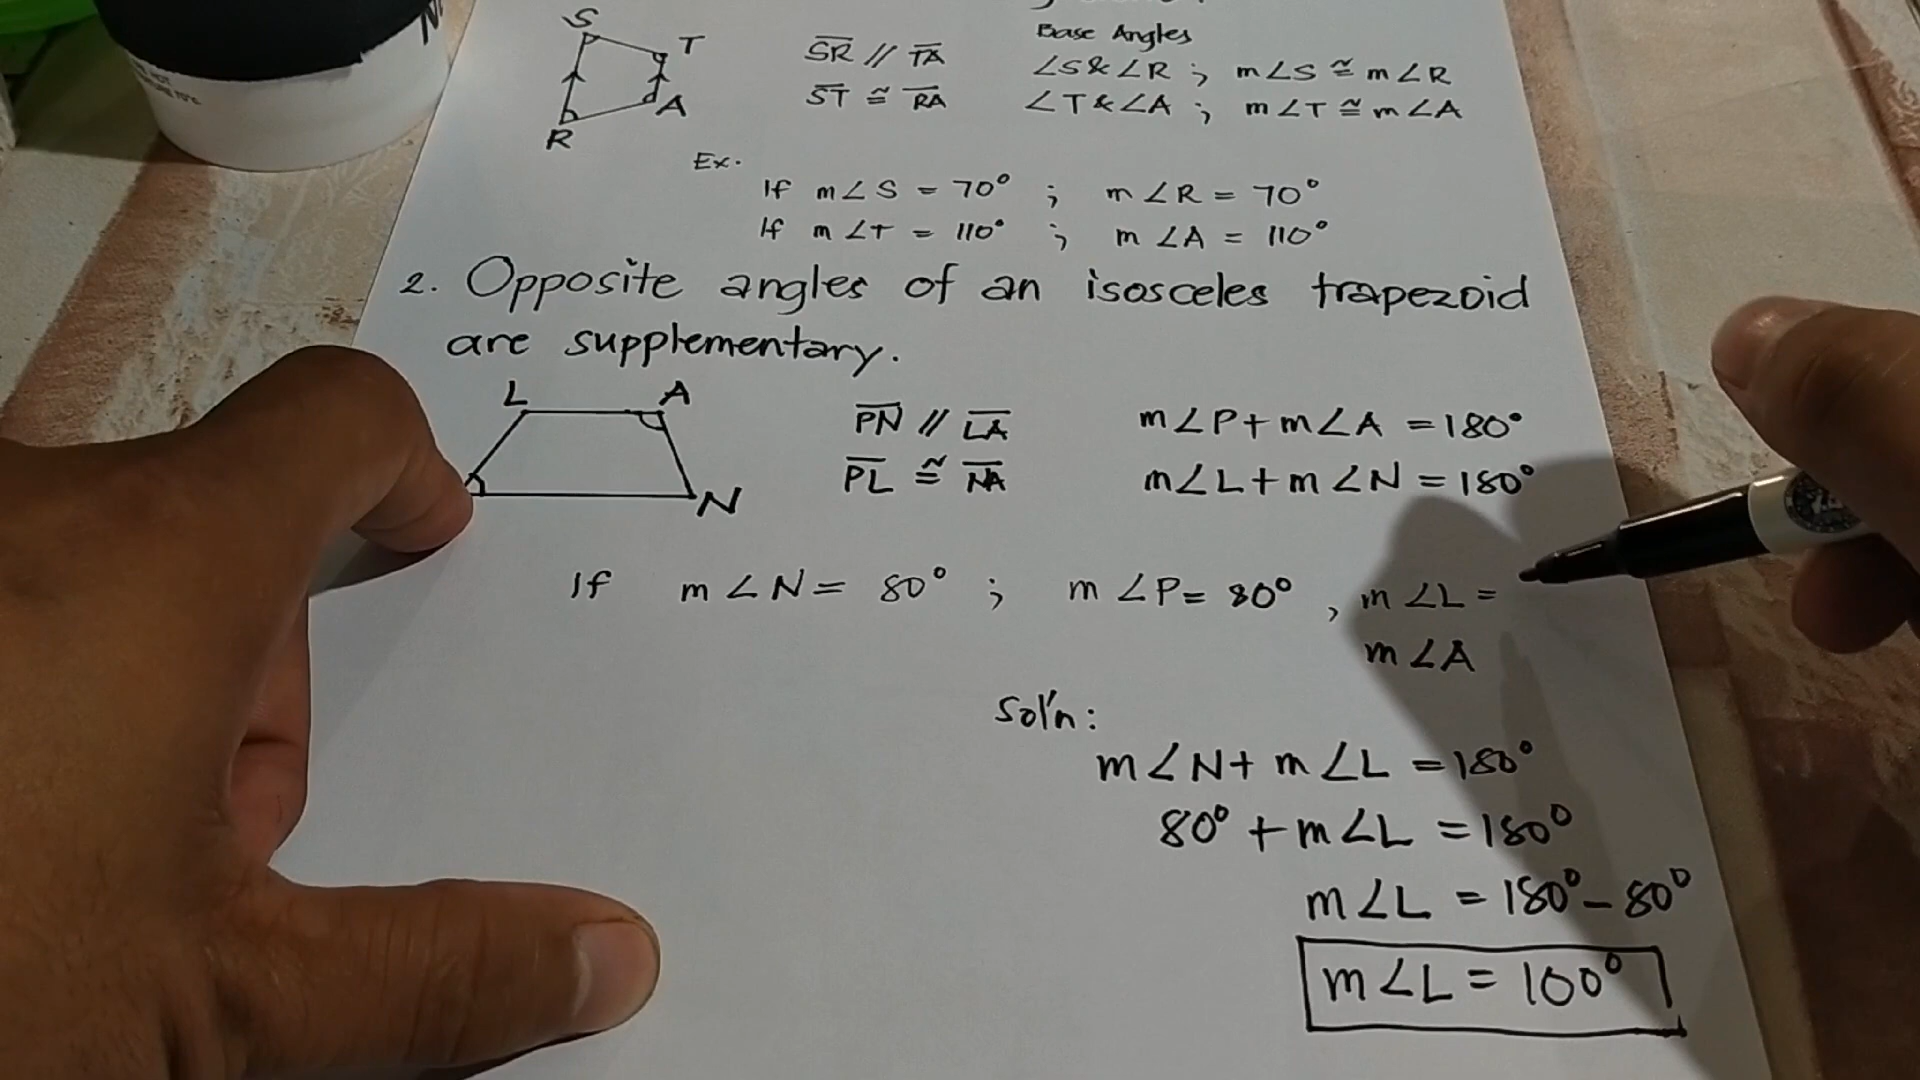 S
T
A
R
SR // TA
ST ≅ RA
Base Angles
∠S & ∠R ; m∠S ≅ m∠R
∠T & ∠A ; m∠T ≅ m∠A
Ex.
If m∠S = 70° ; m∠R = 70°
If m∠T = 110° ; m∠A = 110°
2. Opposite angles of an isosceles trapezoid
are supplementary.
L
A
N
PN // LA
PL ≅ NA
m∠P + m∠A = 180°
m∠L + m∠N = 180°
If m∠N = 80° ; m∠P = 80° , m∠L =
m∠A
Sol'n:
m∠N + m∠L = 180°
80° + m∠L = 180°
m∠L = 180° – 80°
m∠L = 100°